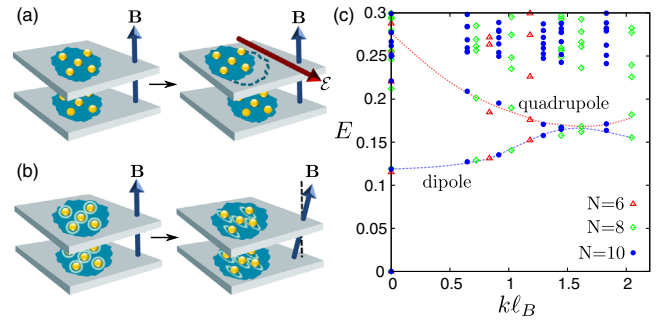 (a)
B
B
ε
(b)
B
B
(c)
E
0.3
0.25
0.2
0.15
0.1
0.05
0
quadrupole
dipole
N=6
N=8
N=10
0
0.5
1
1.5
2
kℓ_B